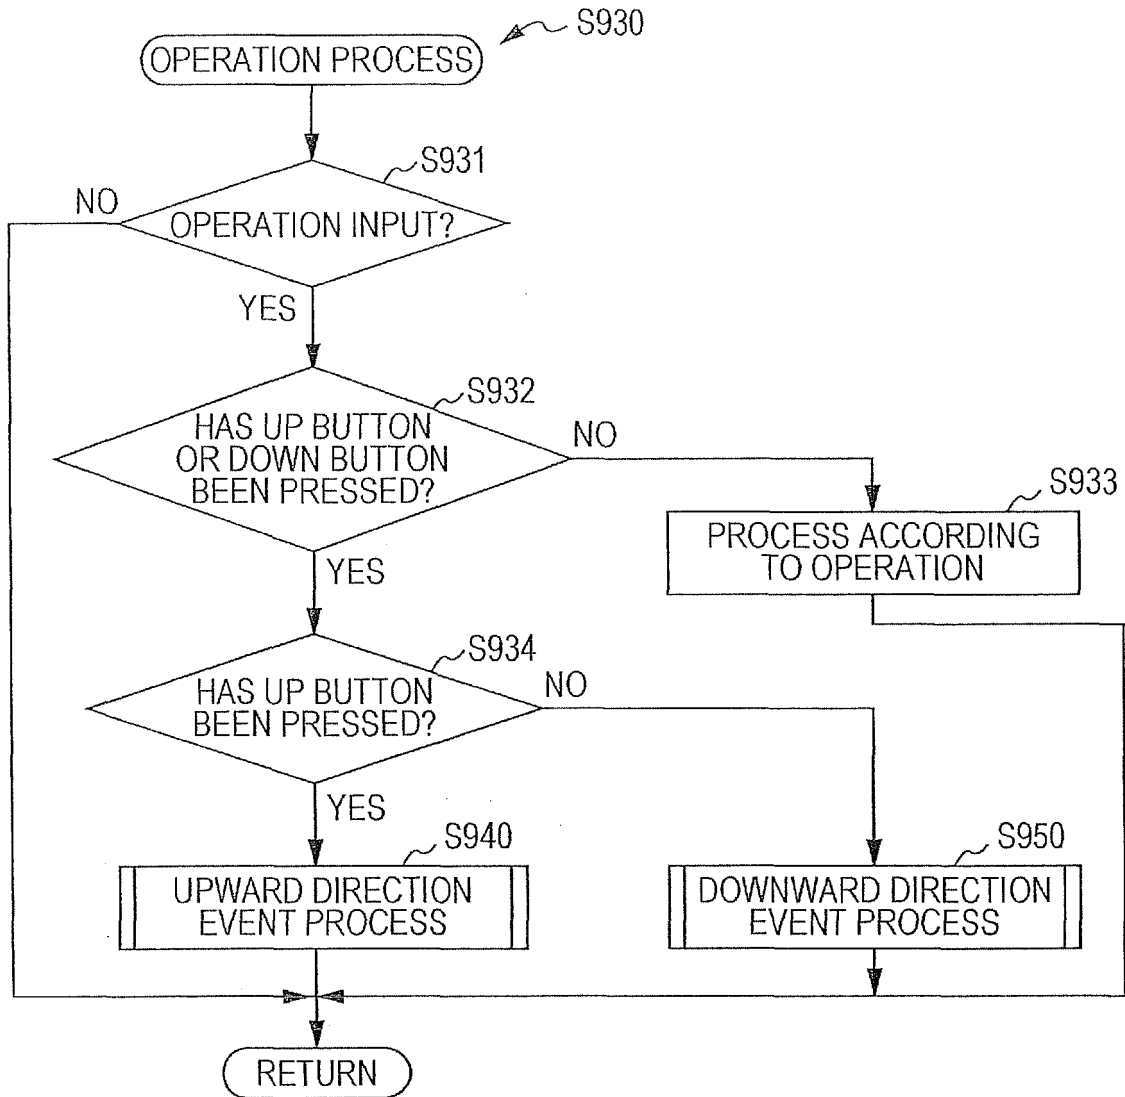 S930
OPERATION PROCESS
S931
NO
OPERATION INPUT?
YES
S932
HAS UP BUTTON
OR DOWN BUTTON
BEEN PRESSED?
NO
S933
PROCESS ACCORDING
TO OPERATION
YES
S934
HAS UP BUTTON
BEEN PRESSED?
NO
YES
S940
UPWARD DIRECTION
EVENT PROCESS
S950
DOWNWARD DIRECTION
EVENT PROCESS
RETURN